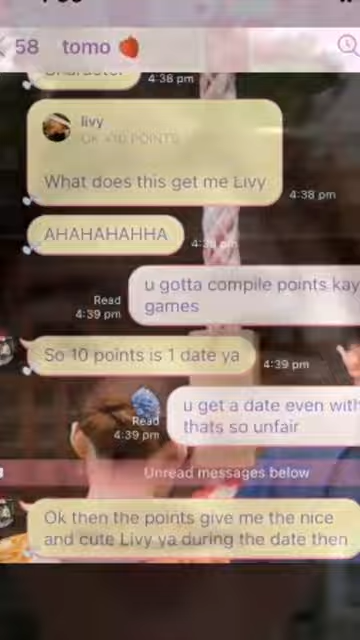 58 tomo
4:38 pm
livy
OK +10 POINTS
What does this get me Livy
4:38 pm
AHAHAHAHHA
u gotta compile points kay
games
Read
4:39 pm
So 10 points is 1 date ya
4:39 pm
u get a date even with
thats so unfair
Read
4:39 pm
Unread messages below
Ok then the points give me the nice
and cute Livy ya during the date then